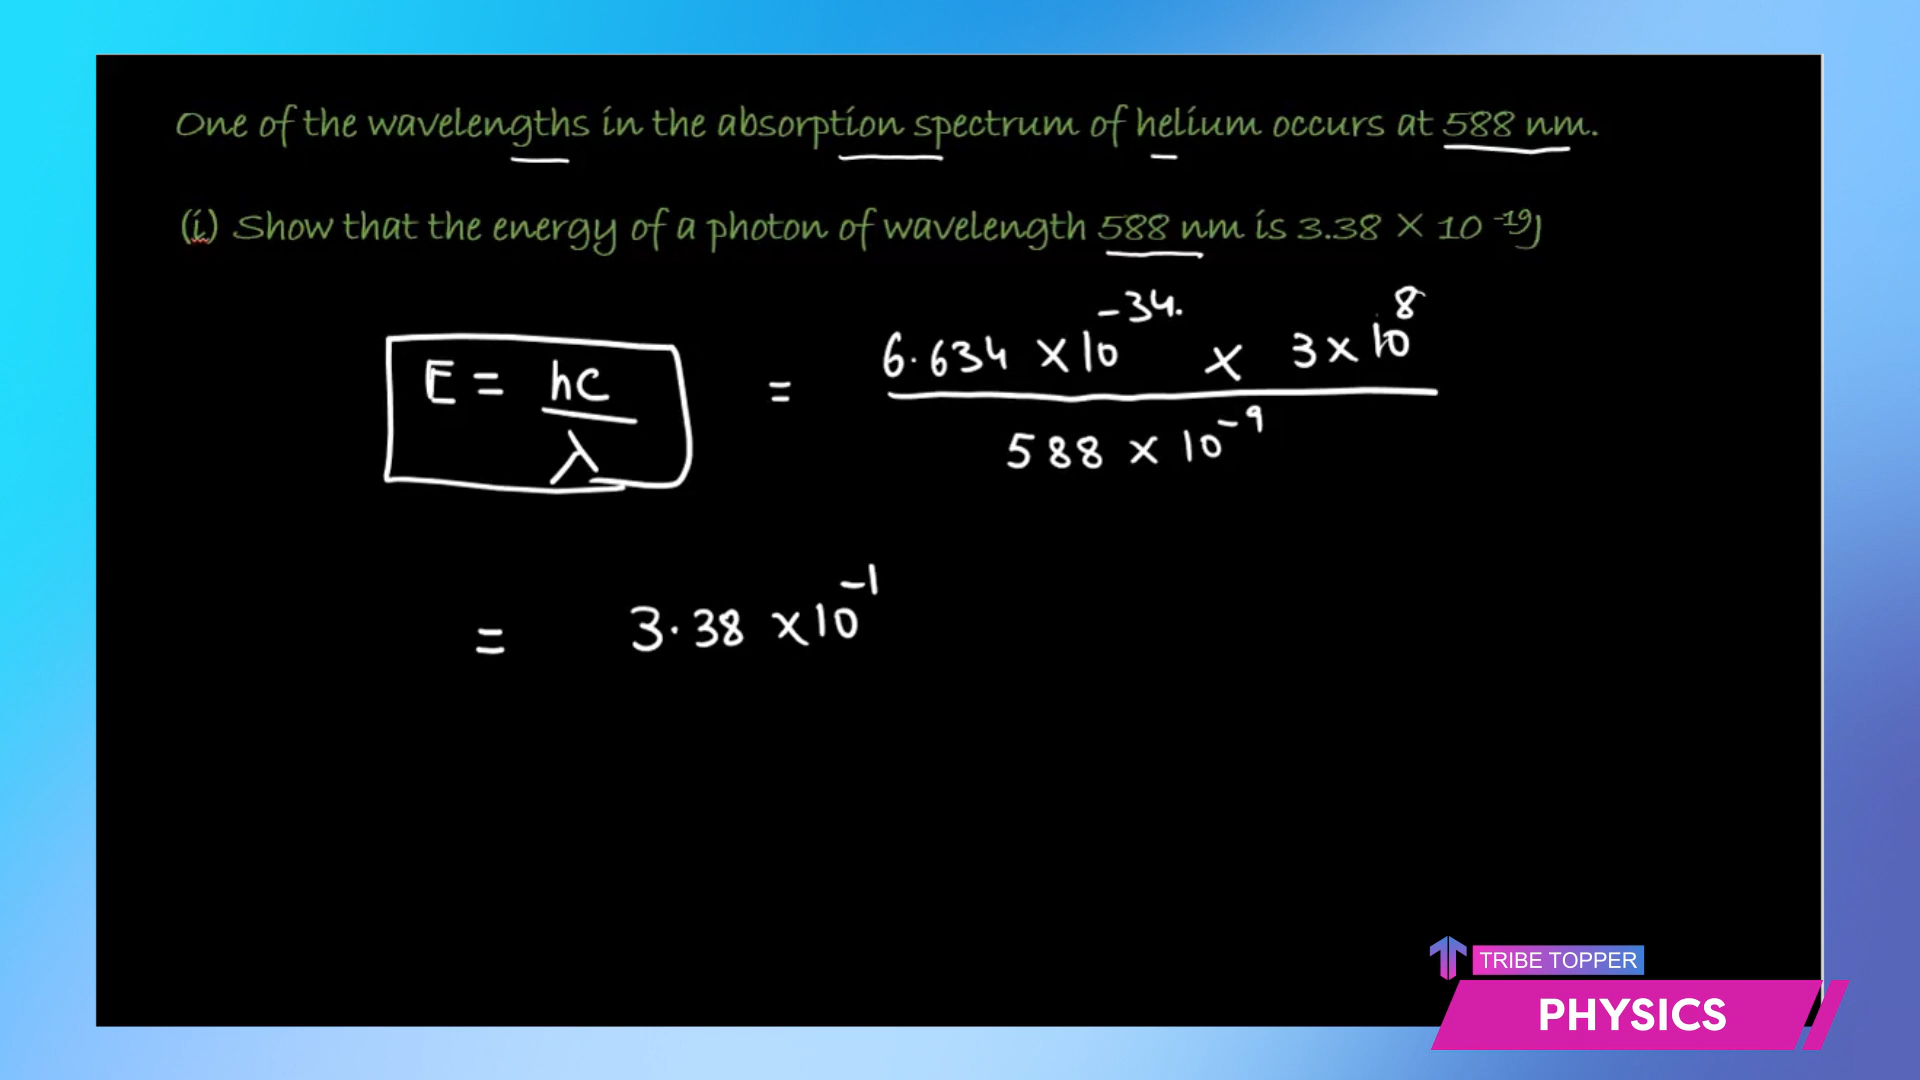 One of the wavelengths in the absorption spectrum of helium occurs at 588 nm.
(i) Show that the energy of a photon of wavelength 588 nm is 3.38 × 10 ⁻¹⁹J
E = hc/λ = 6.634 × 10⁻³⁴ × 3 × 10⁸ / 588 × 10⁻⁹
= 3.38 × 10⁻¹
TRIBE TOPPER
PHYSICS